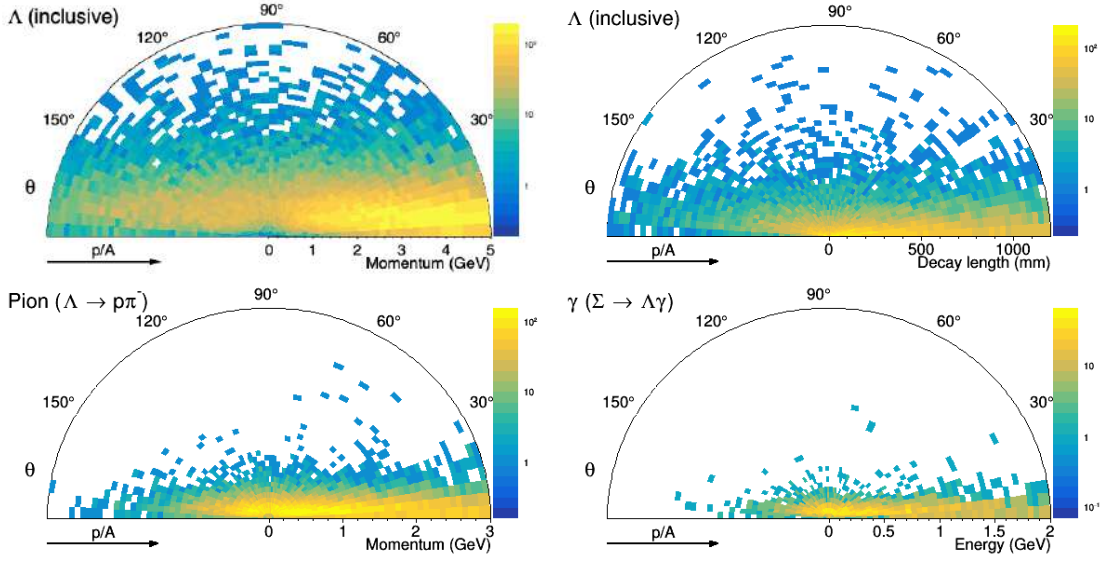 Λ (inclusive)
90°
120°
60°
150°
30°
θ
10²
10
1
0 1 2 3 4 5
p/A
Momentum (GeV)
Λ (inclusive)
90°
120°
60°
150°
30°
θ
10²
10
1
0 500 1000
p/A
Decay length (mm)
Pion (Λ → pπ⁻)
90°
120°
60°
150°
30°
θ
10²
10
1
0 1 2 3
p/A
Momentum (GeV)
γ (Σ → Λγ)
90°
120°
60°
150°
30°
θ
10
1
10⁻¹
0 0.5 1 1.5 2
p/A
Energy (GeV)